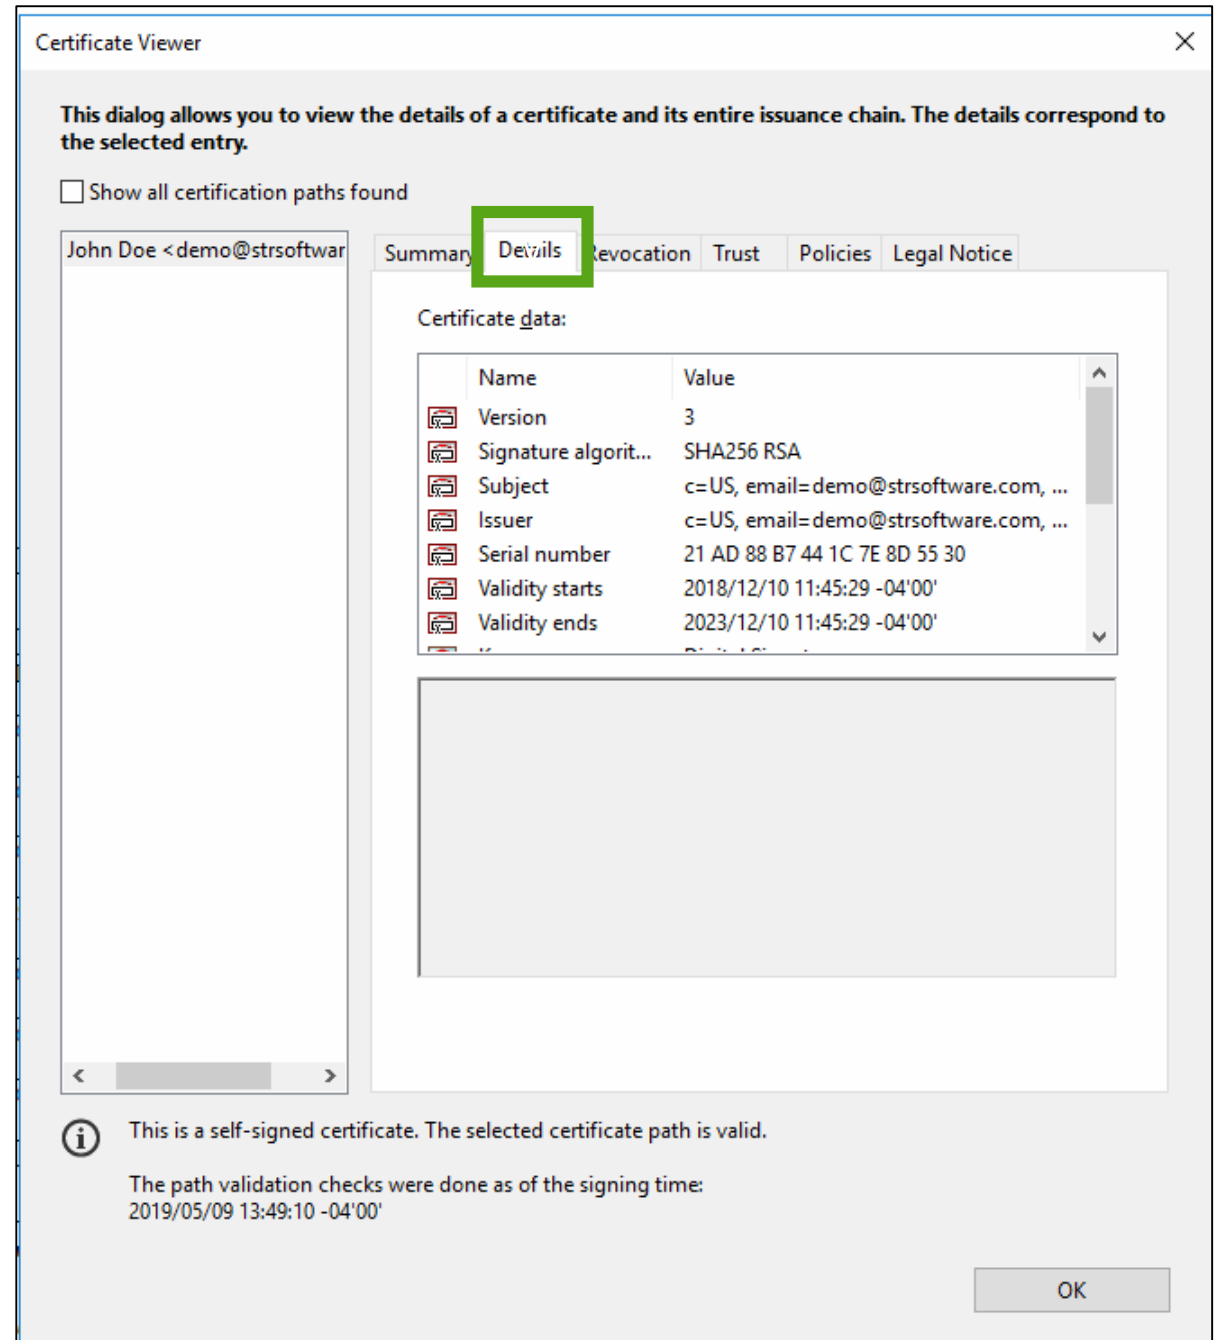 Certificate Viewer
This dialog allows you to view the details of a certificate and its entire issuance chain. The details correspond to
the selected entry.
Show all certification paths found
John Doe <demo@strsoftwar
Summary Details Revocation Trust Policies Legal Notice
Certificate data:
Name Value
Version 3
Signature algorit... SHA256 RSA
Subject c=US, email=demo@strsoftware.com, ...
Issuer c=US, email=demo@strsoftware.com, ...
Serial number 21 AD 88 B7 44 1C 7E 8D 55 30
Validity starts 2018/12/10 11:45:29 -04'00'
Validity ends 2023/12/10 11:45:29 -04'00'
This is a self-signed certificate. The selected certificate path is valid.
The path validation checks were done as of the signing time:
2019/05/09 13:49:10 -04'00'
OK